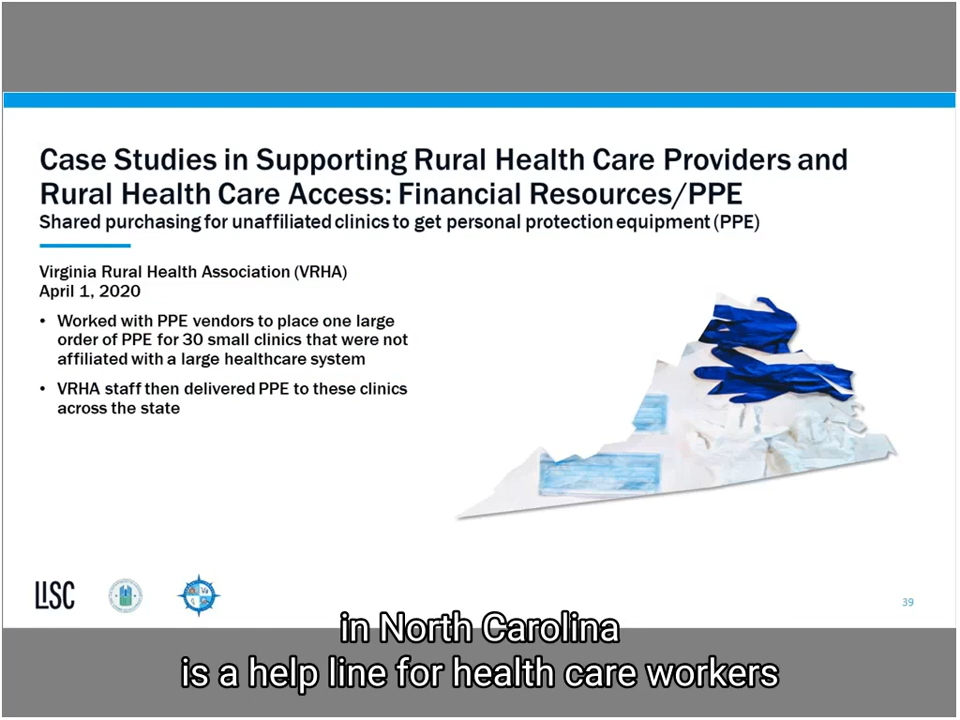 Case Studies in Supporting Rural Health Care Providers and
Rural Health Care Access: Financial Resources/PPE
Shared purchasing for unaffiliated clinics to get personal protection equipment (PPE)
Virginia Rural Health Association (VRHA)
April 1, 2020
• Worked with PPE vendors to place one large
order of PPE for 30 small clinics that were not
affiliated with a large healthcare system
• VRHA staff then delivered PPE to these clinics
across the state
LISC
39
in North Carolina
is a help line for health care workers